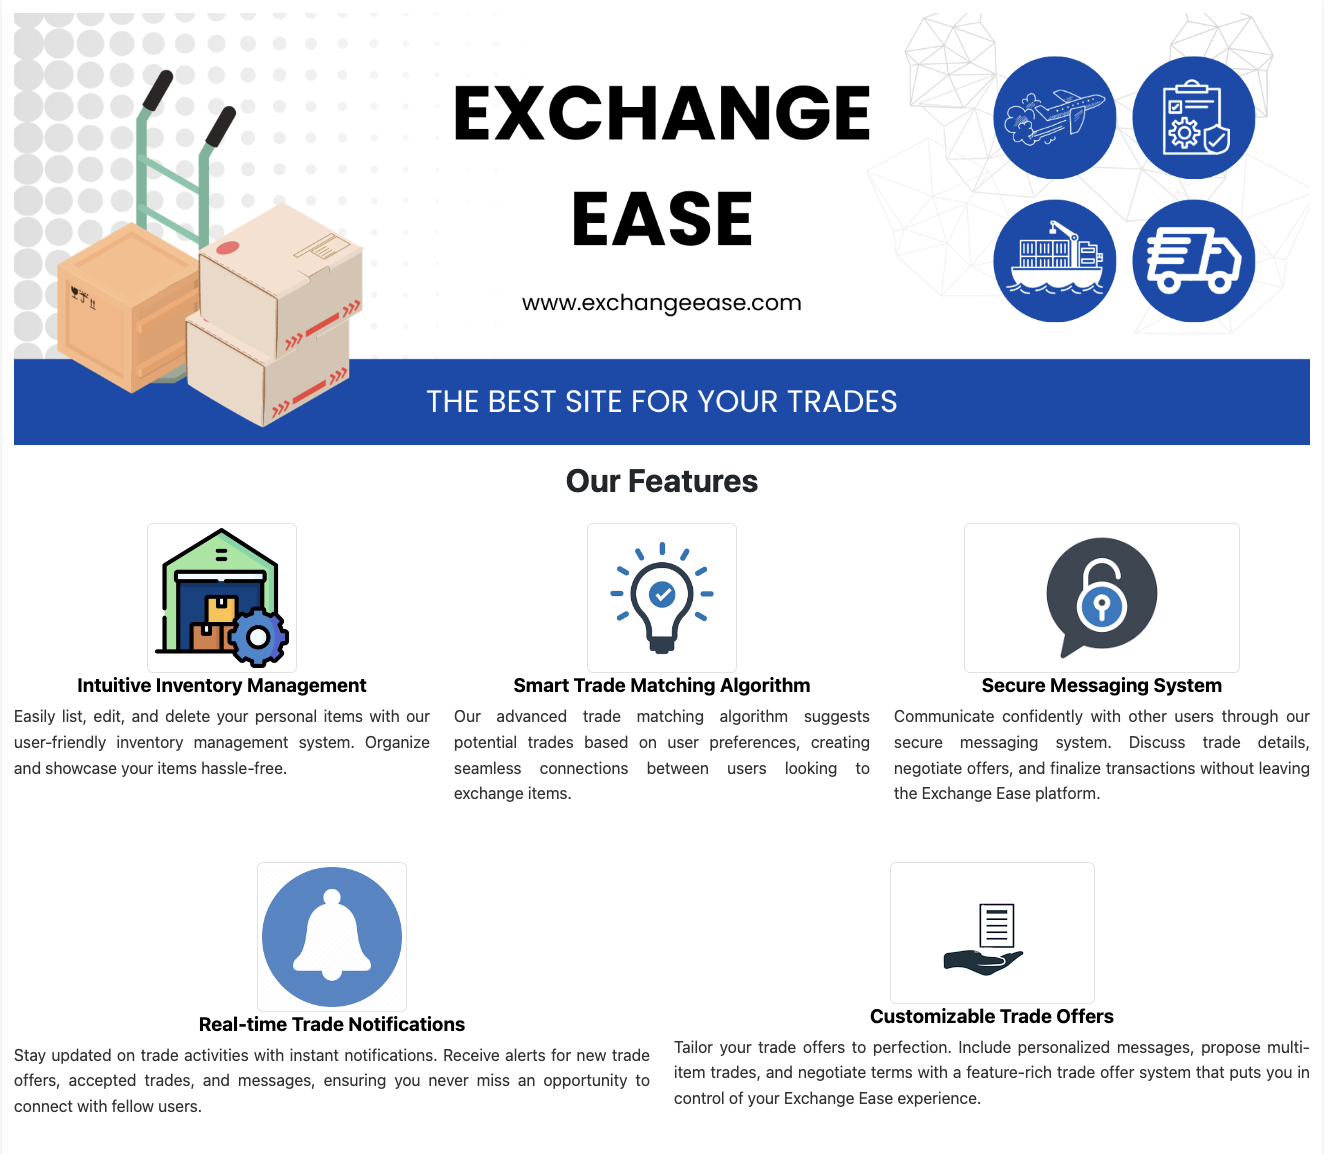 EXCHANGE
EASE
www.exchangeease.com
THE BEST SITE FOR YOUR TRADES
Our Features
Intuitive Inventory Management
Easily list, edit, and delete your personal items with our
user-friendly inventory management system. Organize
and showcase your items hassle-free.
Smart Trade Matching Algorithm
Our advanced trade matching algorithm suggests
potential trades based on user preferences, creating
seamless connections between users looking to
exchange items.
Secure Messaging System
Communicate confidently with other users through our
secure messaging system. Discuss trade details,
negotiate offers, and finalize transactions without leaving
the Exchange Ease platform.
Real-time Trade Notifications
Stay updated on trade activities with instant notifications. Receive alerts for new trade
offers, accepted trades, and messages, ensuring you never miss an opportunity to
connect with fellow users.
Customizable Trade Offers
Tailor your trade offers to perfection. Include personalized messages, propose multi-
item trades, and negotiate terms with a feature-rich trade offer system that puts you in
control of your Exchange Ease experience.